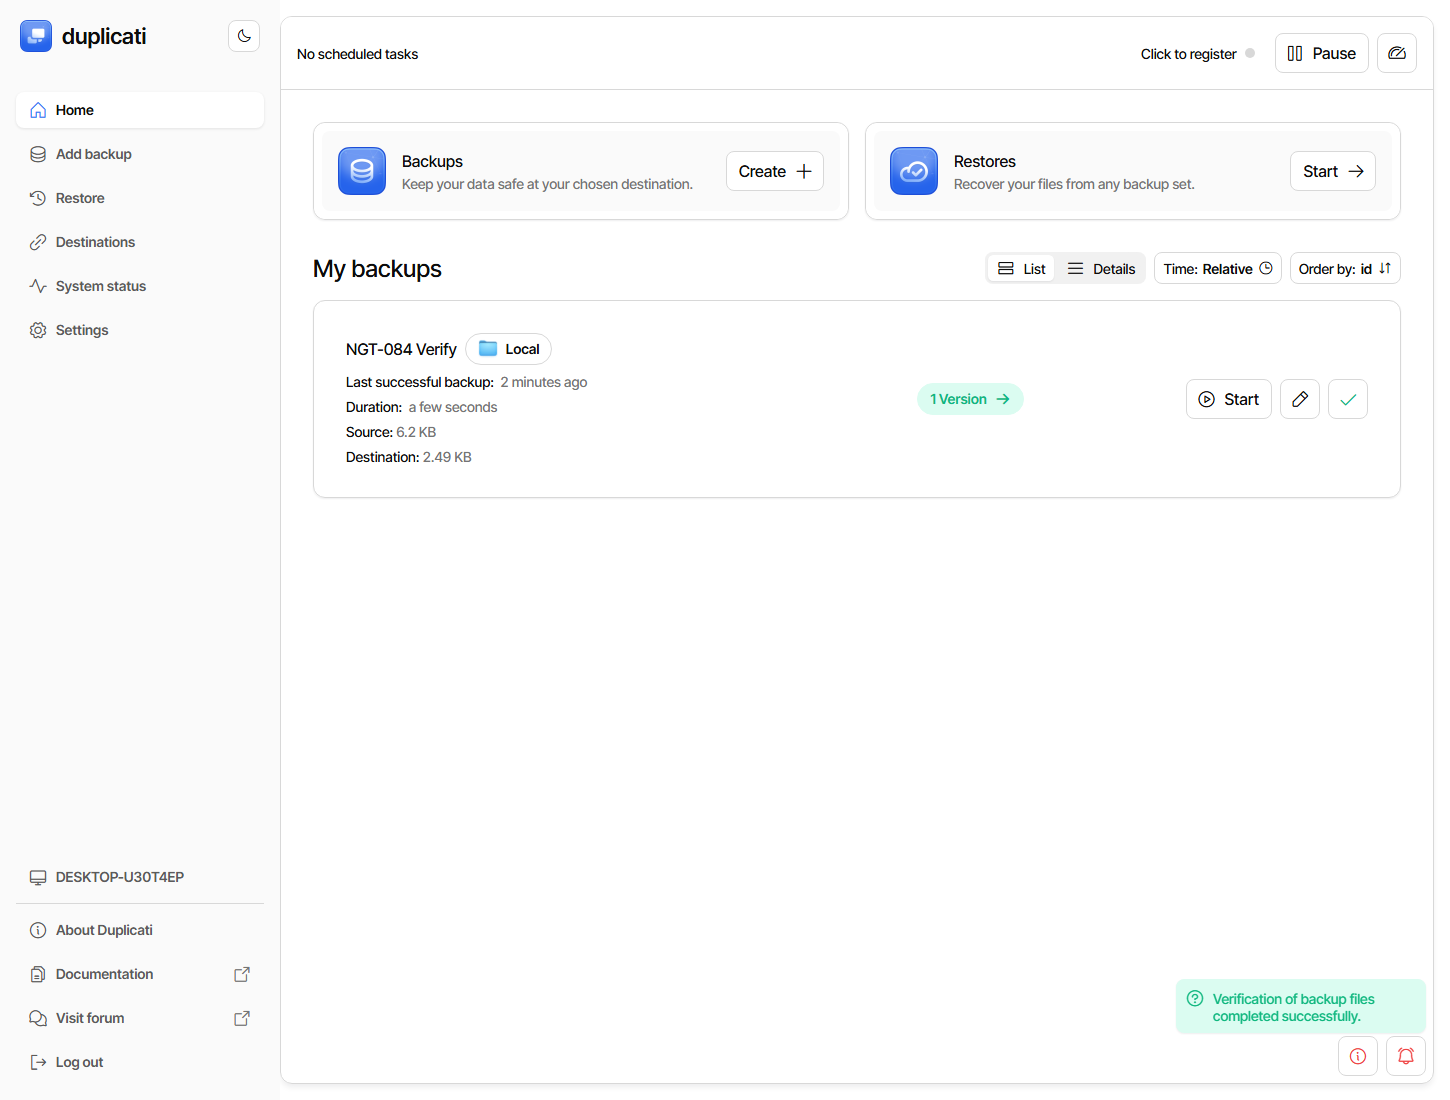 duplicati
Home
Add backup
Restore
Destinations
System status
Settings
DESKTOP-U30T4EP
About Duplicati
Documentation
Visit forum
Log out
No scheduled tasks
Click to register
Pause
Backups
Keep your data safe at your chosen destination.
Create
Restores
Recover your files from any backup set.
Start
My backups
List
Details
Time: Relative
Order by: id
NGT-084 Verify
Local
Last successful backup: 2 minutes ago
Duration: a few seconds
Source: 6.2 KB
Destination: 2.49 KB
1 Version
Start
Verification of backup files
completed successfully.